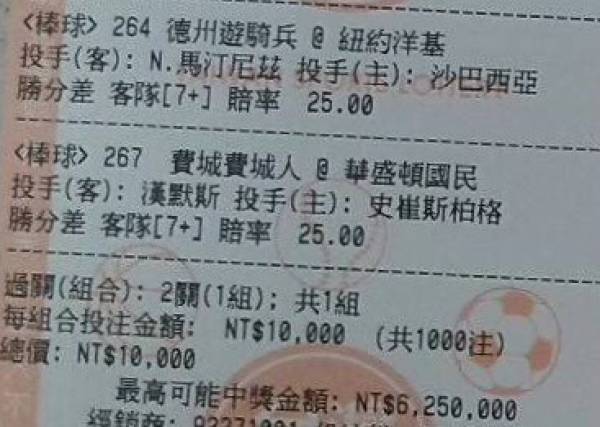 <棒球> 264 德州遊騎兵 @ 紐約洋基
投手(客): N.馬汀尼茲 投手(主): 沙巴西亞
勝分差 客隊[7+] 賠率 25.00
<棒球> 267 費城費城人 @ 華盛頓國民
投手(客): 漢默斯 投手(主): 史崔斯柏格
勝分差 客隊[7+] 賠率 25.00
過關(組合): 2關(1組); 共1組
每組合投注金額: NT$10,000 (共1000注)
總價: NT$10,000
最高可能中獎金額: NT$6,250,000
經銷商: